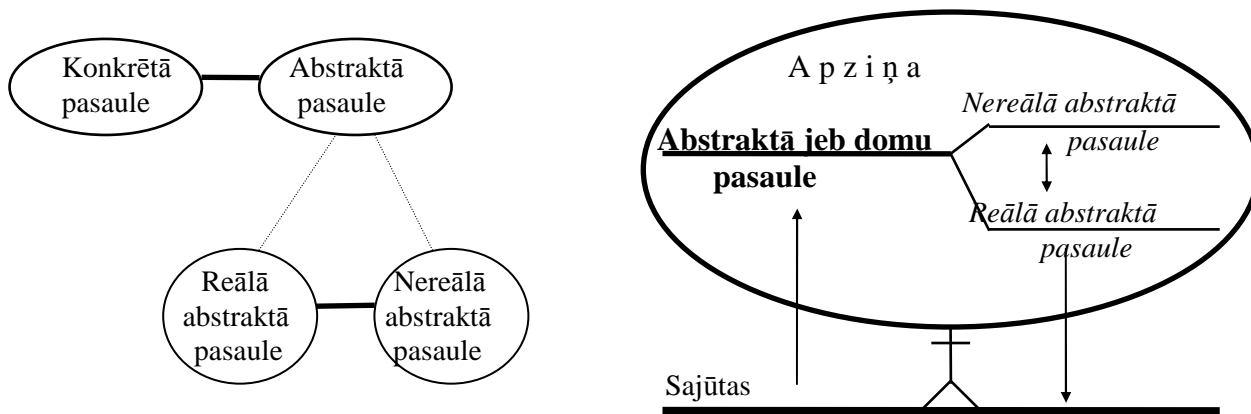 Konkrētā
pasaule
Abstraktā
pasaule
Reālā
abstraktā
pasaule
Nereālā
abstraktā
pasaule
A p z i ņ a
Nereālā abstraktā
pasaule
Abstraktā jeb domu
pasaule
Reālā abstraktā
pasaule
Sajūtas